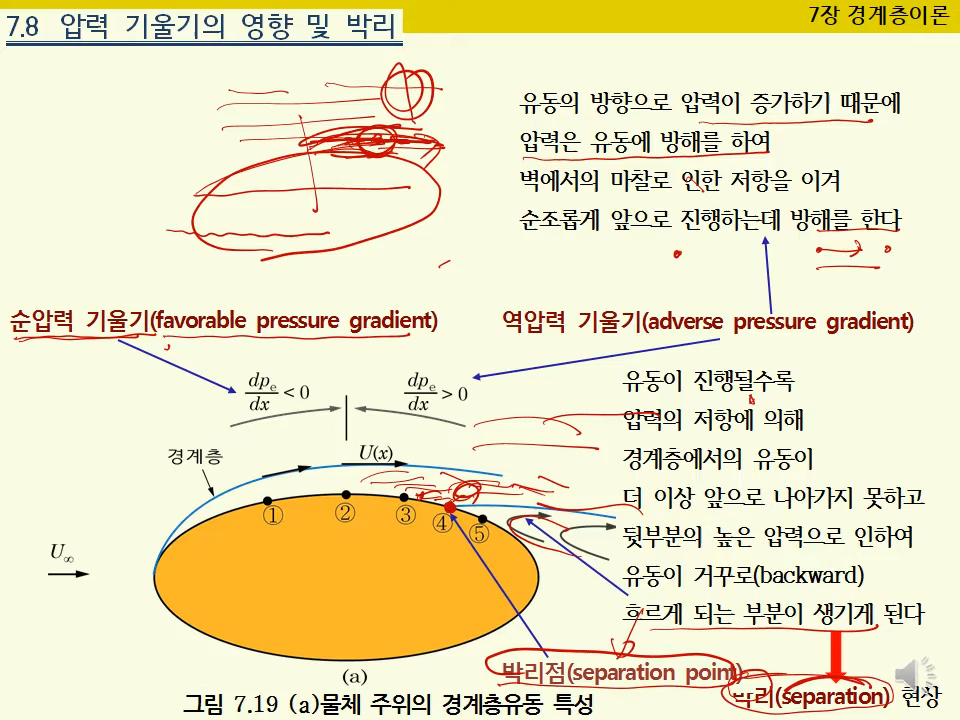 7장 경계층이론
7.8 압력 기울기의 영향 및 박리
유동의 방향으로 압력이 증가하기 때문에
압력은 유동에 방해를 하여
벽에서의 마찰로 인한 저항을 이겨
순조롭게 앞으로 진행하는데 방해를 한다
순압력 기울기(favorable pressure gradient)
역압력 기울기(adverse pressure gradient)
dpₑ/dx < 0
dpₑ/dx > 0
유동이 진행될수록
압력의 저항에 의해
경계층에서의 유동이
더 이상 앞으로 나아가지 못하고
뒷부분의 높은 압력으로 인하여
유동이 거꾸로(backward)
흐르게 되는 부분이 생기게 된다
경계층
U(x)
① ② ③ ④ ⑤
U∞
박리점(separation point)
박리(separation) 현상
(a)
그림 7.19 (a)물체 주위의 경계층유동 특성